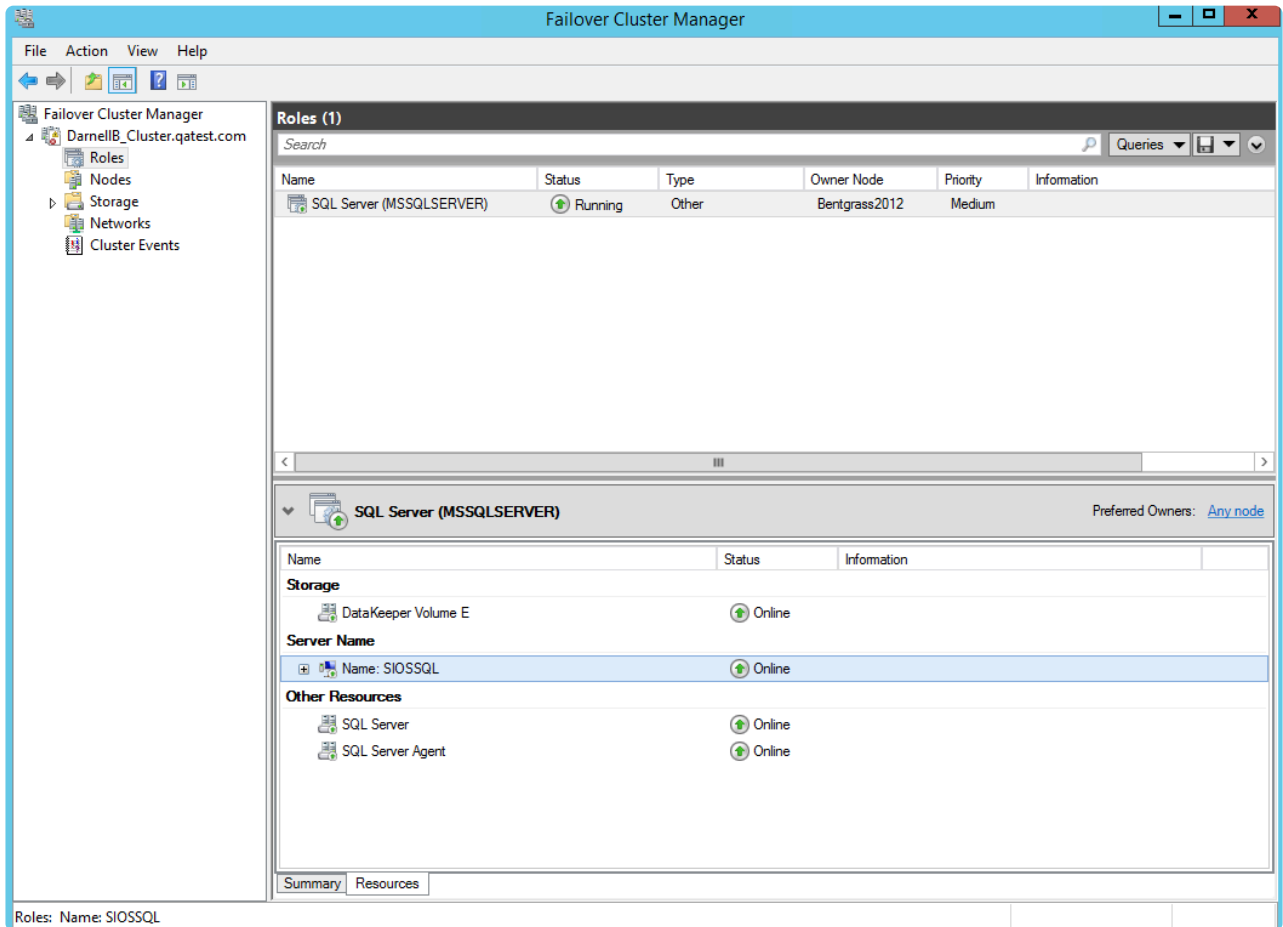 Failover Cluster Manager
File Action View Help
Failover Cluster Manager
DarnellB_Cluster.qatest.com
Roles
Nodes
Storage
Networks
Cluster Events
Roles (1)
Search
Queries
Name Status Type Owner Node Priority Information
SQL Server (MSSQLSERVER) Running Other Bentgrass2012 Medium
SQL Server (MSSQLSERVER) Preferred Owners: Any node
Name Status Information
Storage
DataKeeper Volume E Online
Server Name
Name: SIOSSQL Online
Other Resources
SQL Server Online
SQL Server Agent Online
Summary Resources
Roles: Name: SIOSSQL